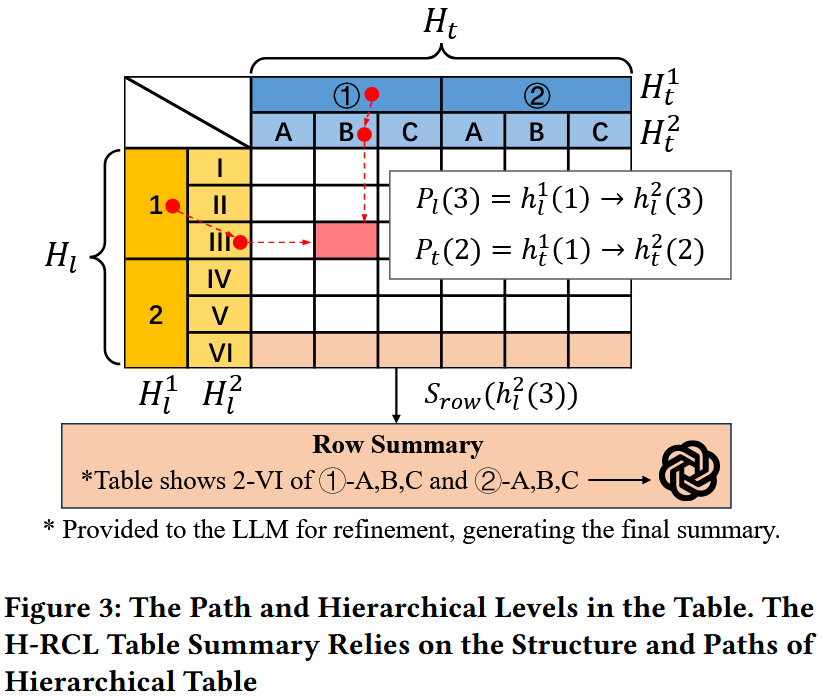 H_t
① ② H_t^1
A B C A B C H_t^2
I
1 II
III
H_l
IV
2 V
VI
P_l(3) = h_l^1(1) → h_l^2(3)
P_t(2) = h_t^1(1) → h_t^2(2)
H_l^1 H_l^2
S_row(h_l^2(3))
Row Summary
*Table shows 2-VI of ①-A,B,C and ②-A,B,C
* Provided to the LLM for refinement, generating the final summary.
Figure 3: The Path and Hierarchical Levels in the Table. The
H-RCL Table Summary Relies on the Structure and Paths of
Hierarchical Table